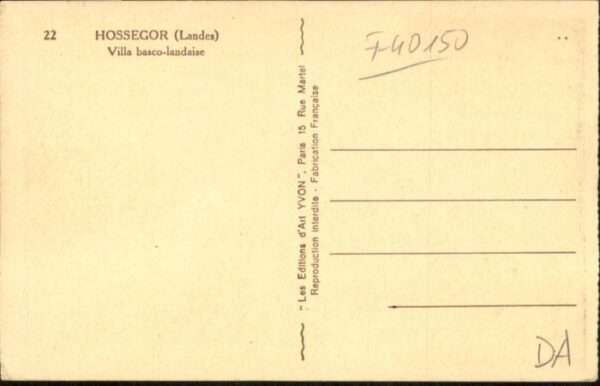 22 HOSSEGOR (Landes)
Villa basco-landaise
F40150
"Les Editions d'Art YVON", Paris 15 Rue Martel
Reproduction interdite - Fabrication Française
DA